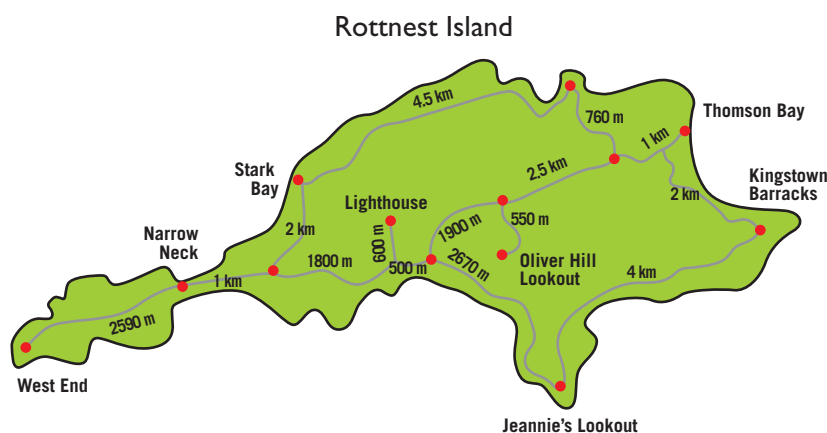 Rottnest Island
4.5 km
760 m
Thomson Bay
1 km
Stark
Bay
2.5 km
Kingstown
Barracks
Lighthouse
2 km
1900 m
550 m
2 km
Narrow
Neck
600 m
1800 m
500 m
2670 m
Oliver Hill
Lookout
4 km
1 km
2590 m
West End
Jeannie's Lookout